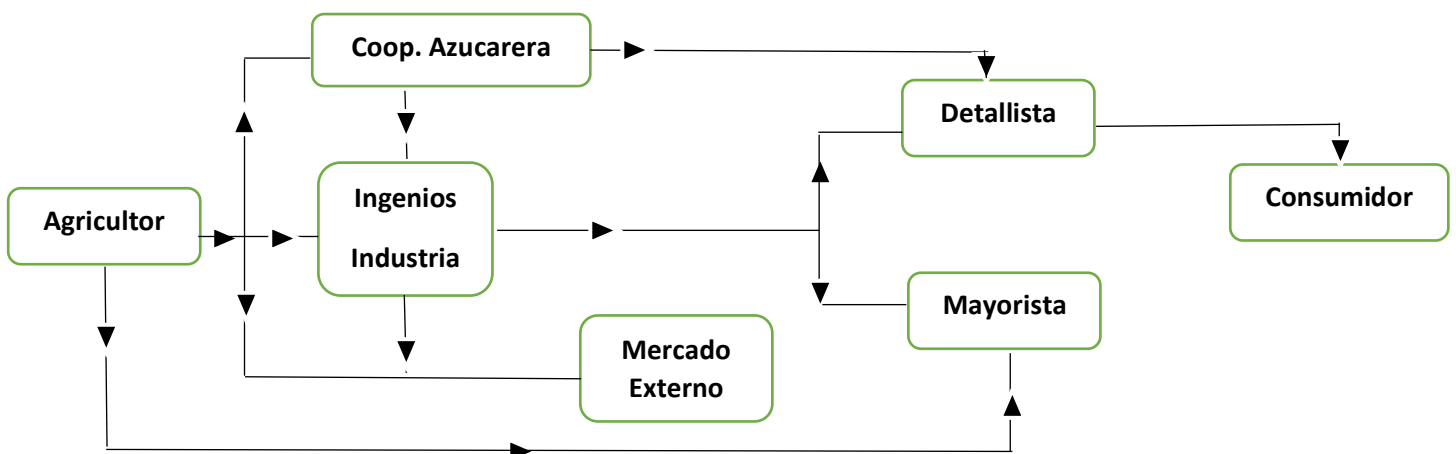 Coop. Azucarera
Detallista
Consumidor
Agricultor
Ingenios
Industria
Mayorista
Mercado
Externo